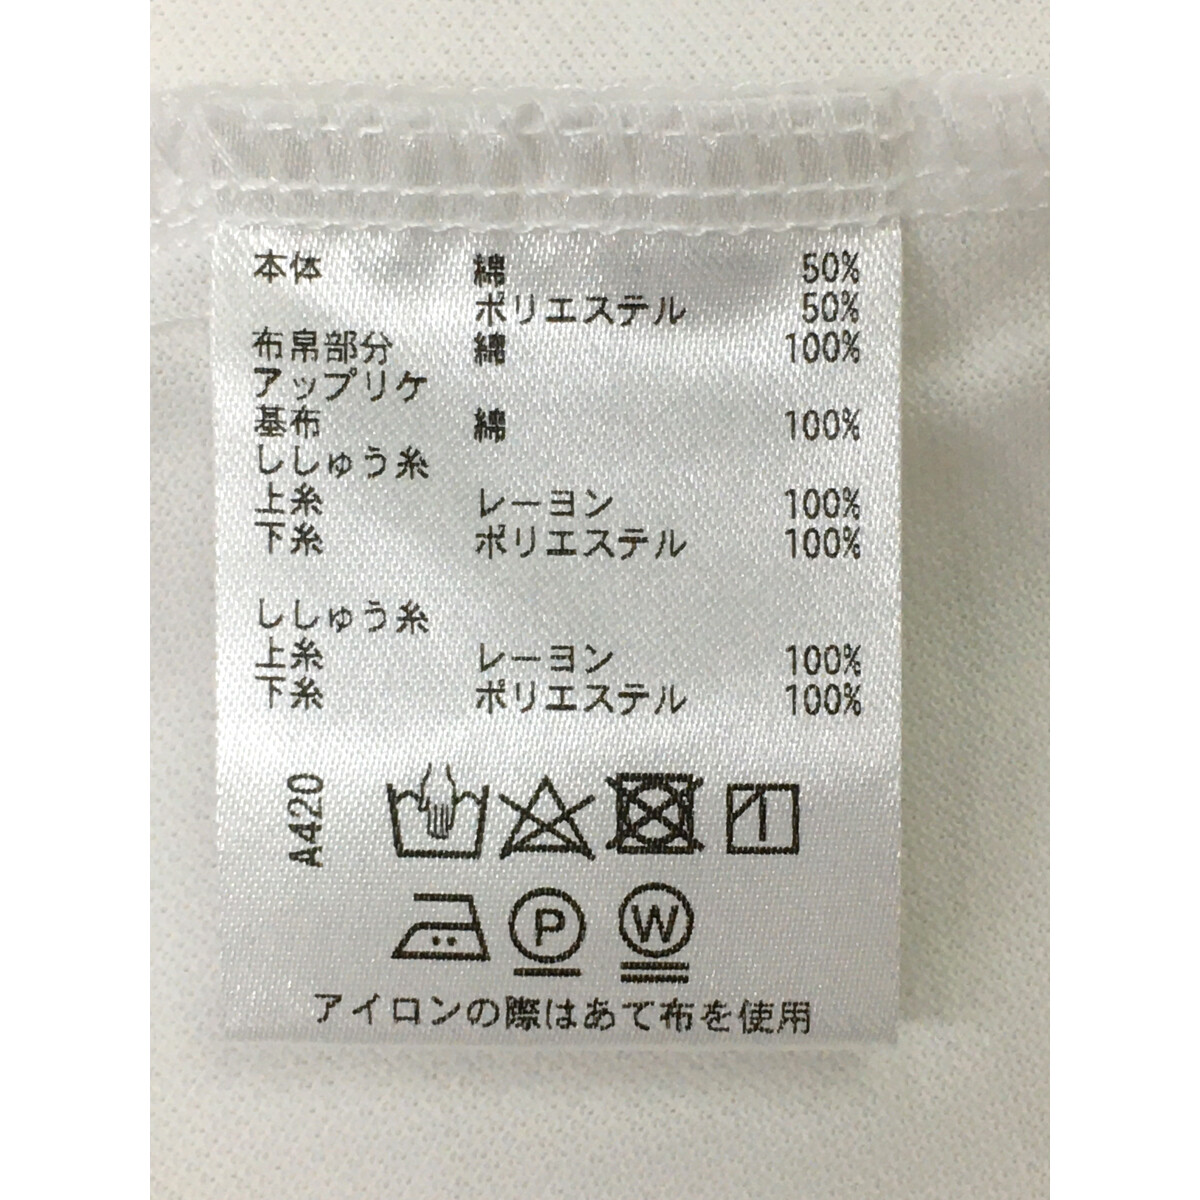 本体 綿 50%
ポリエステル 50%
布帛部分 綿 100%
アップリケ
基布 綿 100%
ししゅう糸
上糸 レーヨン 100%
下糸 ポリエステル 100%
ししゅう糸
上糸 レーヨン 100%
下糸 ポリエステル 100%
A420
P W
アイロンの際はあて布を使用